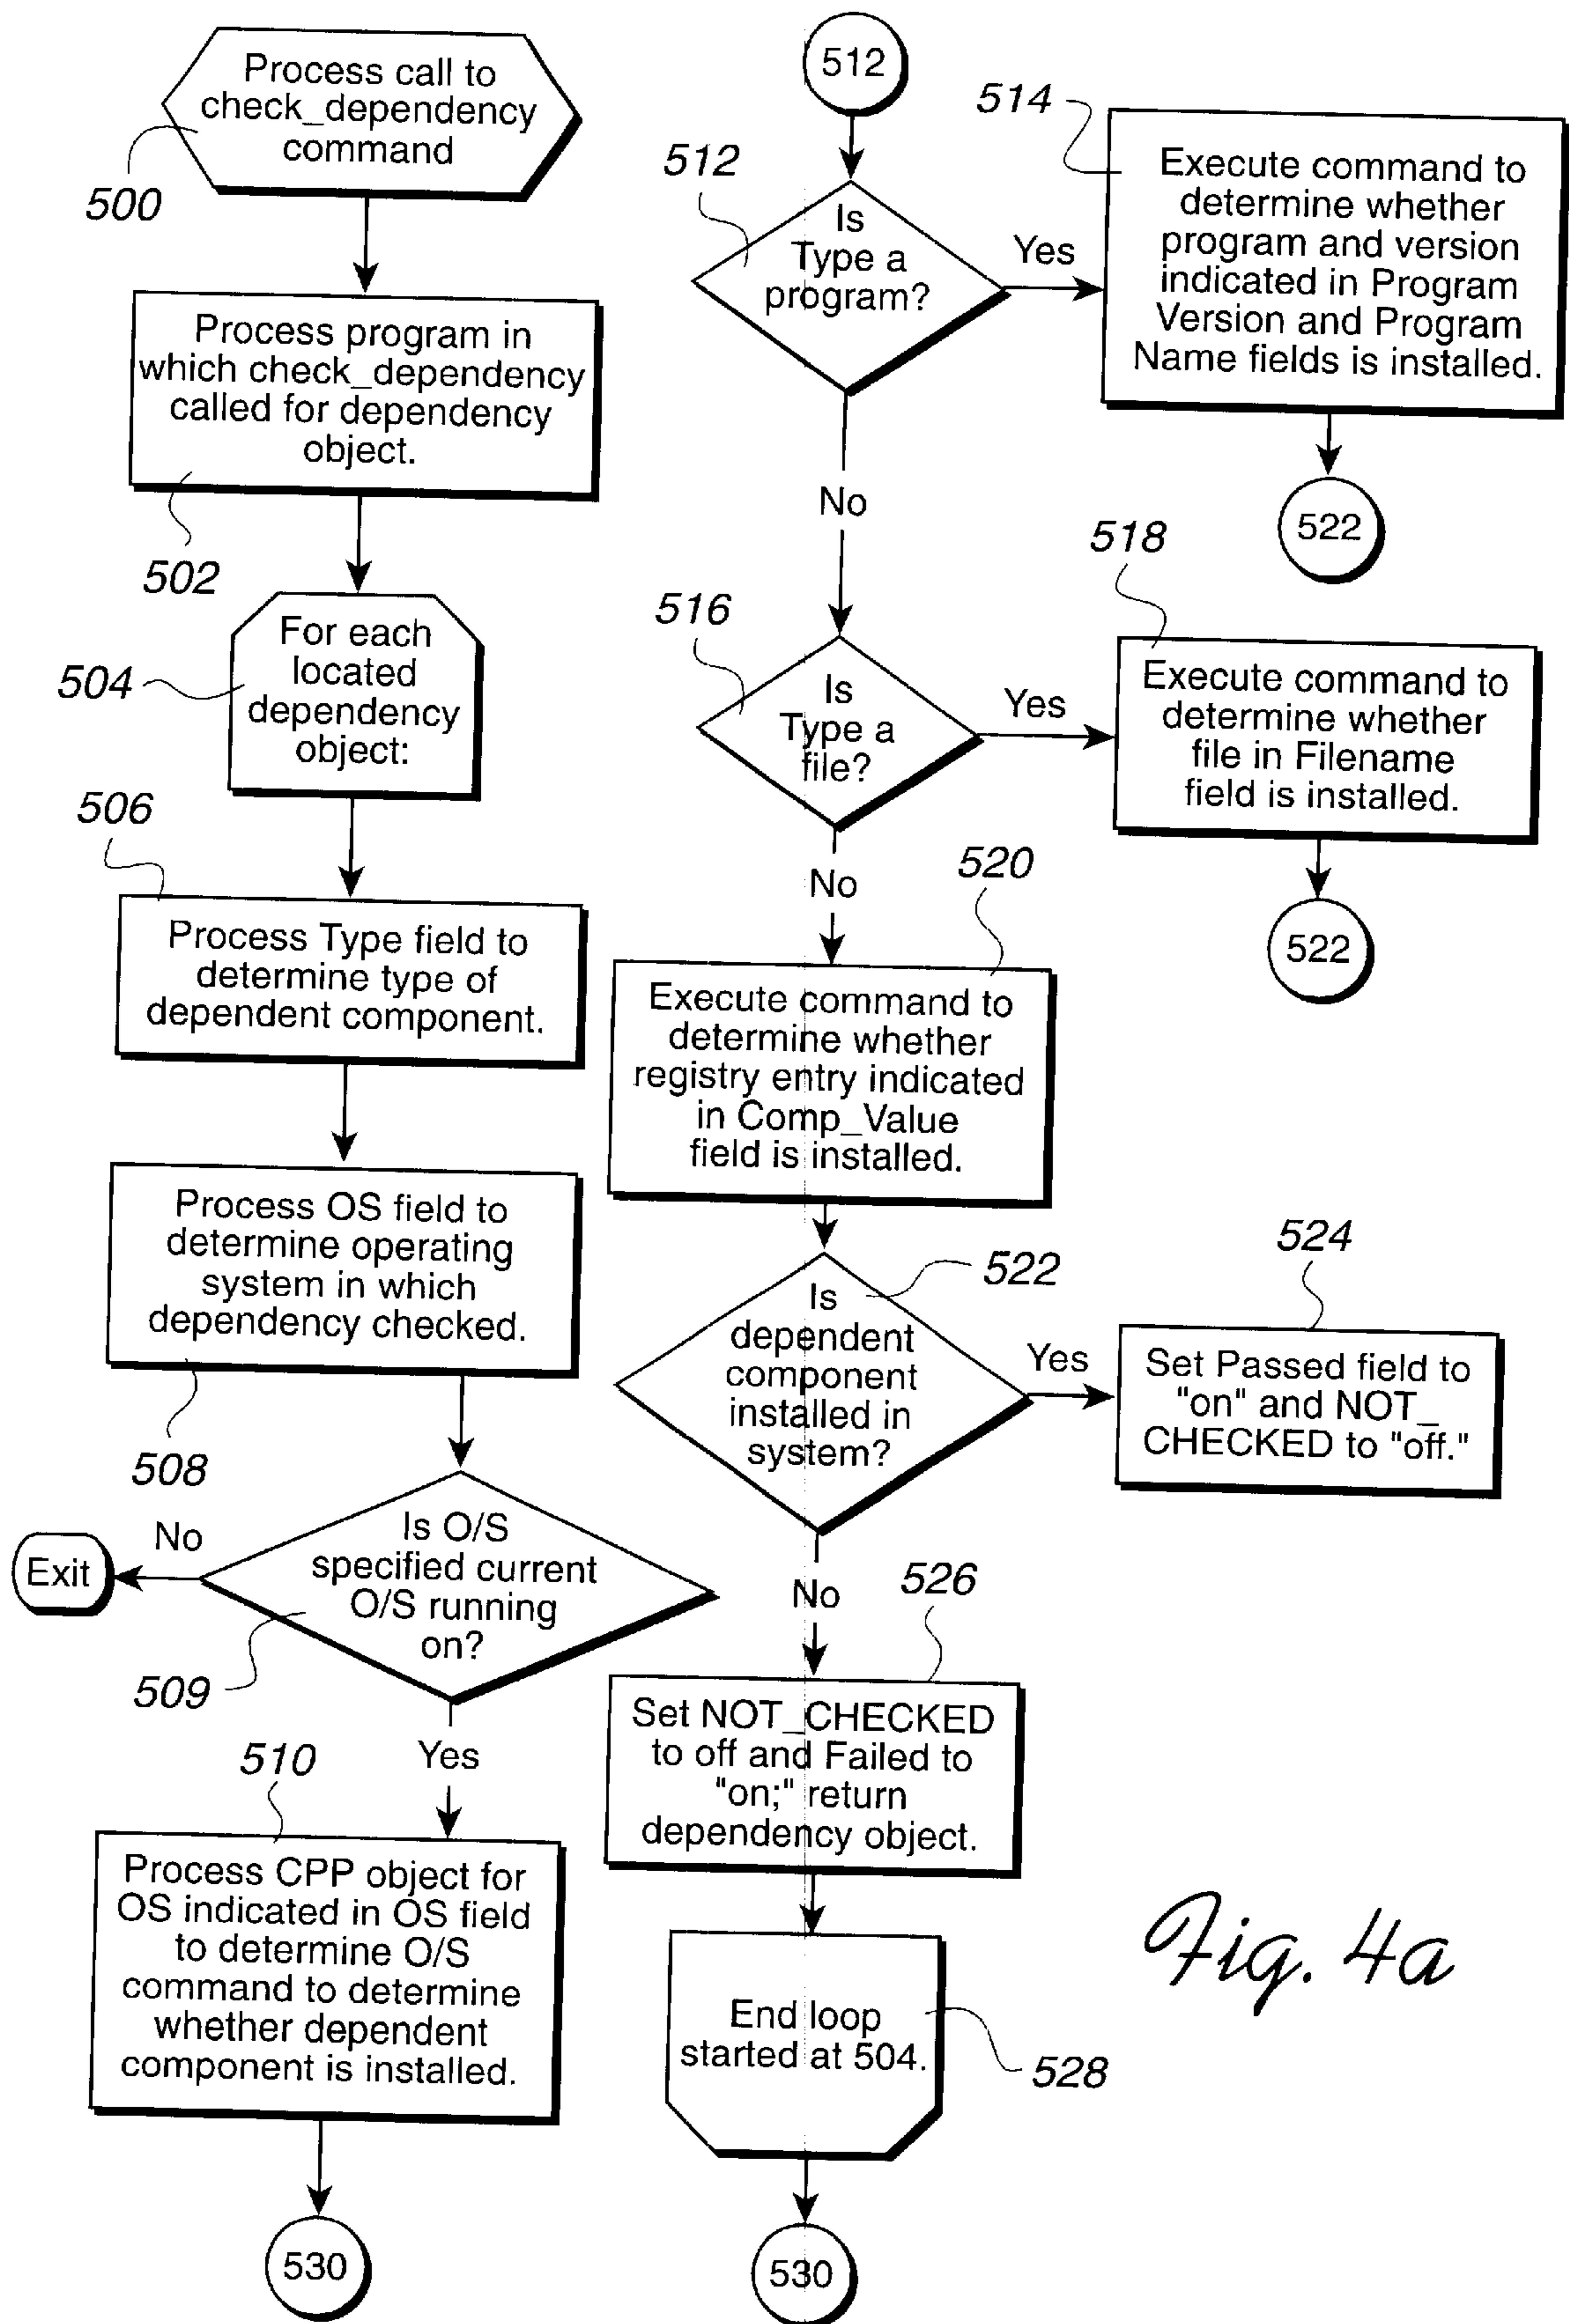 Process call to
check_dependency
command
500
Process program in
which check_dependency
called for dependency
object.
502
For each
located
dependency
object:
504
506
Process Type field to
determine type of
dependent component.
Process OS field to
determine operating
system in which
dependency checked.
508
No
Exit
Is O/S
specified current
O/S running
on?
509
510
Yes
Process CPP object for
OS indicated in OS field
to determine O/S
command to determine
whether dependent
component is installed.
530
512
512
Is
Type a
program?
Yes
514
Execute command to
determine whether
program and version
indicated in Program
Version and Program
Name fields is installed.
522
No
516
Is
Type a
file?
Yes
518
Execute command to
determine whether
file in Filename
field is installed.
522
No
520
Execute command to
determine whether
registry entry indicated
in Comp_Value
field is installed.
522
Is
dependent
component
installed in
system?
Yes
524
Set Passed field to
"on" and NOT_
CHECKED to "off."
No
526
Set NOT_CHECKED
to off and Failed to
"on;" return
dependency object.
End loop
started at 504.
528
530
Fig. 4a